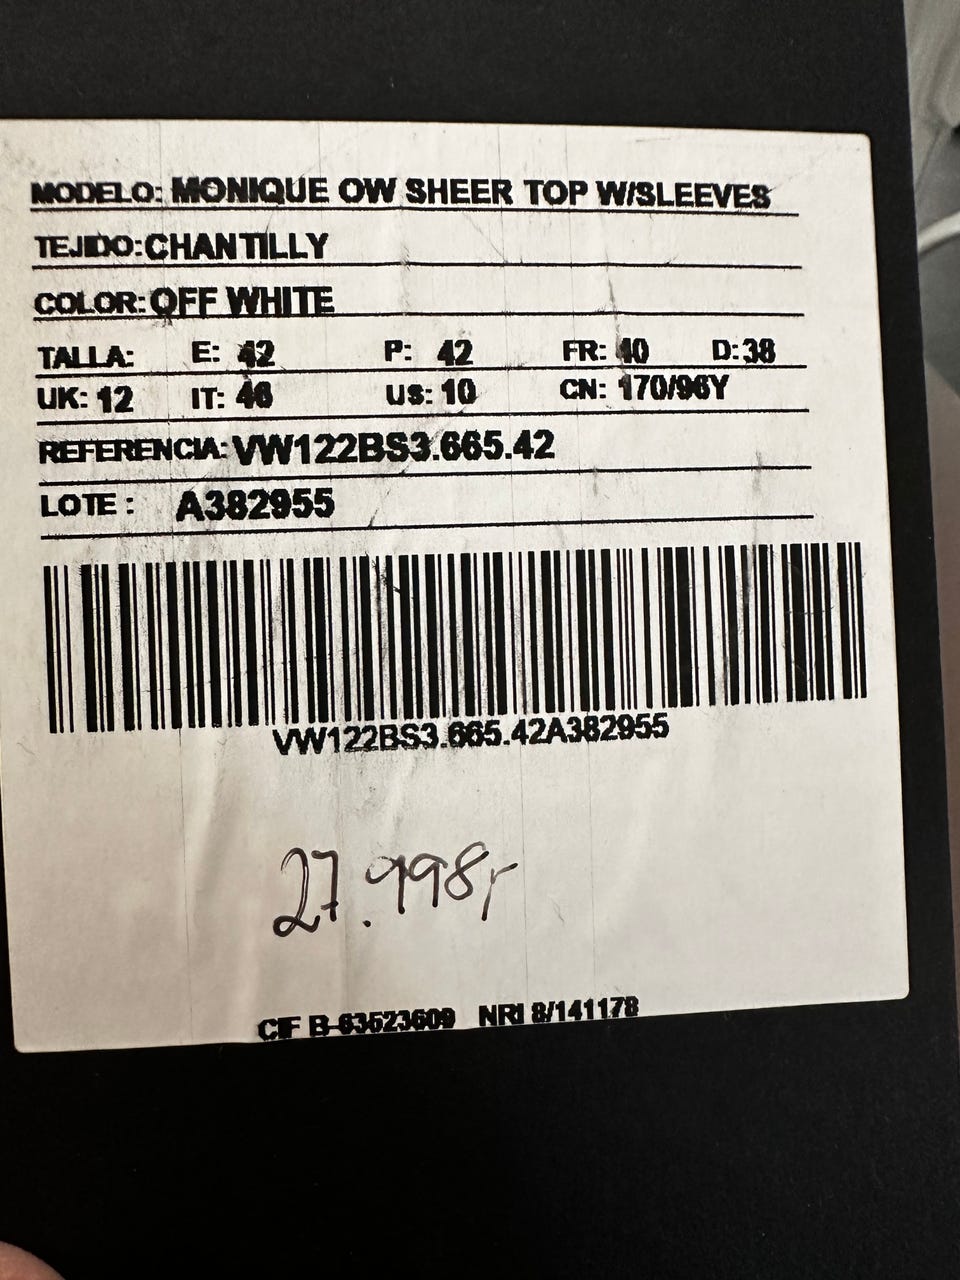 MODELO: MONIQUE OW SHEER TOP W/SLEEVES
TEJIDO: CHANTILLY
COLOR: OFF WHITE
TALLA: E: 42 P: 42 FR: 40 D: 38
UK: 12 IT: 46 US: 10 CN: 170/96Y
REFERENCIA: VW122BS3.665.42
LOTE: A382955
VW122BS3.665.42A382955
27.998,-
CIF B-63523609 NRI 8/141178